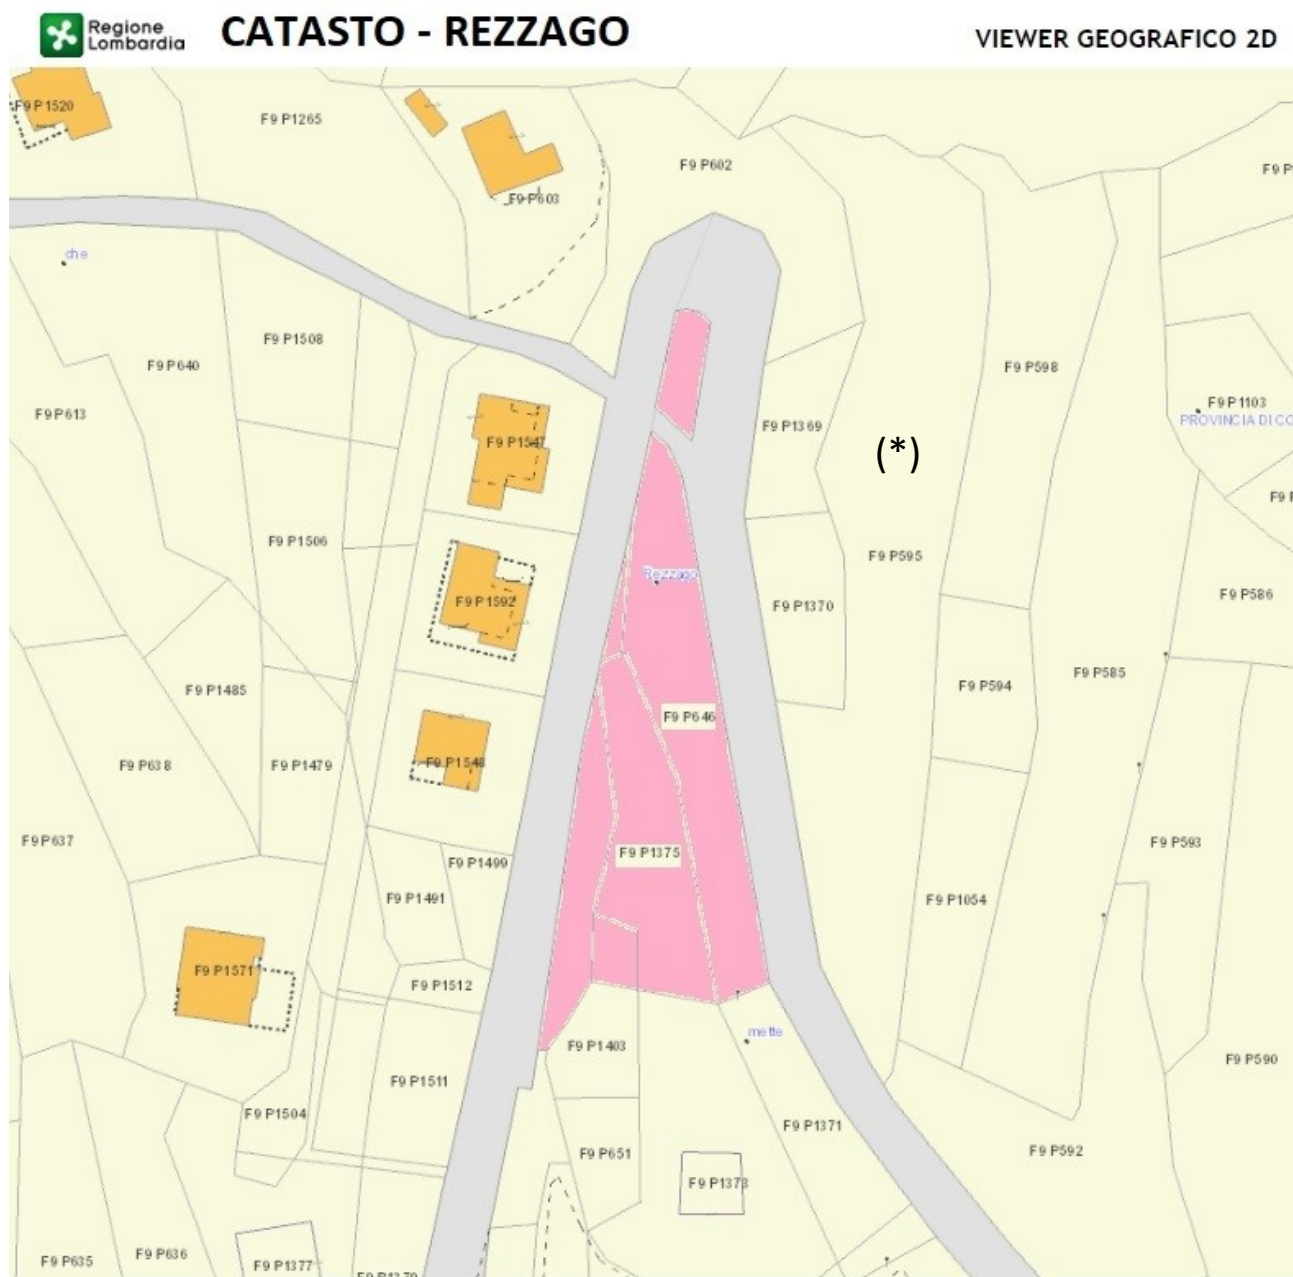 Regione
Lombardia
CATASTO - REZZAGO
VIEWER GEOGRAFICO 2D
F9 P1520
F9 P1265
F9 P602
F9 P603
che
F9 P1508
F9 P640
F9 P598
F9 P613
F9 P1103
PROVINCIA DI CO
F9 P1369
(*)
F9 P1547
F9 P1506
F9 P595
Rezzago
F9 P1592
F9 P1370
F9 P586
F9 P1485
F9 P594
F9 P585
F9 P646
F9 P638
F9 P1479
F9 P1548
F9 P637
F9 P1375
F9 P593
F9 P1499
F9 P1491
F9 P1054
F9 P1571
F9 P1512
mette
F9 P1403
F9 P590
F9 P1511
F9 P1504
F9 P1371
F9 P651
F9 P592
F9 P1373
F9 P635
F9 P636
F9 P1377